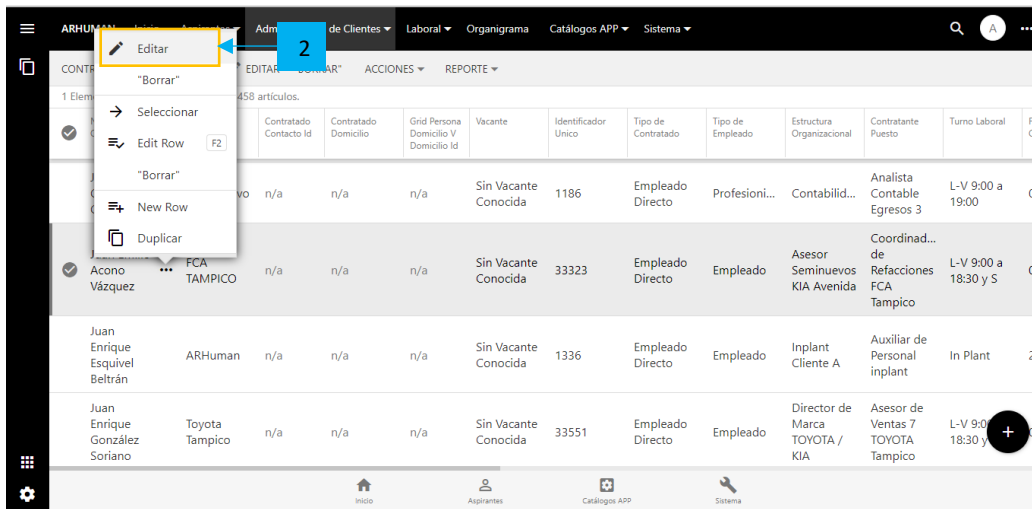 ARHUMAN Inicio Aspirantes Adm de Clientes Laboral Organigrama Catálogos APP Sistema A
2
Editar
"Borrar"
Seleccionar
Edit Row F2
"Borrar"
New Row
Duplicar
CONTR EDITAR "BORRAR" ACCIONES REPORTE
1 Elem 458 artículos.
Contratado Contacto Id
Contratado Domicilio
Grid Persona Domicilio V Domicilio Id
Vacante
Identificador Unico
Tipo de Contratado
Tipo de Empleado
Estructura Organizacional
Contratante Puesto
Turno Laboral
vo n/a n/a n/a Sin Vacante Conocida 1186 Empleado Directo Profesioni... Contabilid... Analista Contable Egresos 3 L-V 9:00 a 19:00
Acono Vázquez ••• FCA TAMPICO n/a n/a n/a Sin Vacante Conocida 33323 Empleado Directo Empleado Asesor Seminuevos KIA Avenida Coordinad... de Refacciones FCA Tampico L-V 9:00 a 18:30 y S
Juan Enrique Esquivel Beltrán ARHuman n/a n/a n/a Sin Vacante Conocida 1336 Empleado Directo Empleado Inplant Cliente A Auxiliar de Personal inplant In Plant
Juan Enrique González Soriano Toyota Tampico n/a n/a n/a Sin Vacante Conocida 33551 Empleado Directo Empleado Director de Marca TOYOTA / KIA Asesor de Ventas 7 TOYOTA Tampico L-V 9:0 18:30 y
Inicio
Aspirantes
Catálogos APP
Sistema